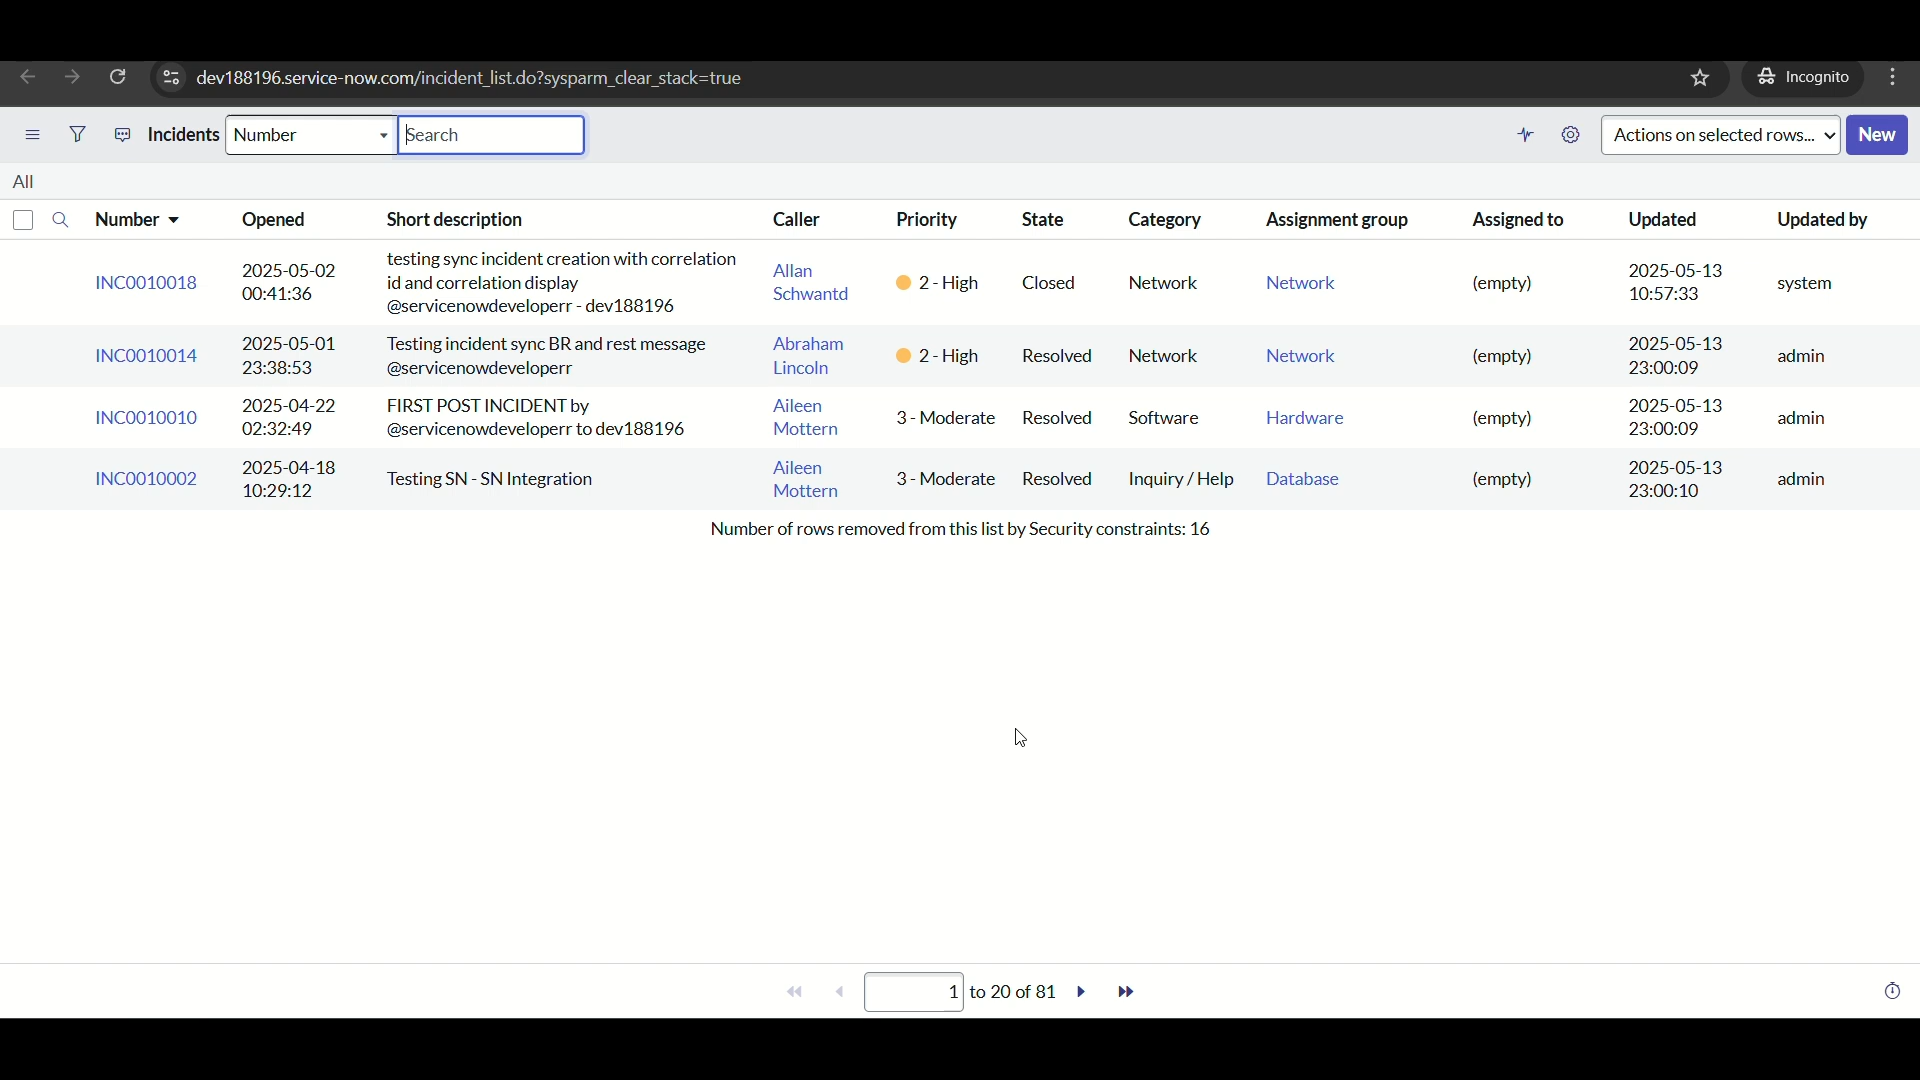 dev188196.service-now.com/incident_list.do?sysparm_clear_stack=true
Incognito
Incidents
Number
Search
Actions on selected rows...
New
All
Number Opened Short description Caller Priority State Category Assignment group Assigned to Updated Updated by
INC0010018
2025-05-02
00:41:36
testing sync incident creation with correlation
id and correlation display
@servicenowdeveloperr - dev188196
Allan
Schwantd
2 - High
Closed
Network
Network
(empty)
2025-05-13
10:57:33
system
INC0010014
2025-05-01
23:38:53
Testing incident sync BR and rest message
@servicenowdeveloperr
Abraham
Lincoln
2 - High
Resolved
Network
Network
(empty)
2025-05-13
23:00:09
admin
INC0010010
2025-04-22
02:32:49
FIRST POST INCIDENT by
@servicenowdeveloperr to dev188196
Aileen
Mottern
3 - Moderate
Resolved
Software
Hardware
(empty)
2025-05-13
23:00:09
admin
INC0010002
2025-04-18
10:29:12
Testing SN - SN Integration
Aileen
Mottern
3 - Moderate
Resolved
Inquiry / Help
Database
(empty)
2025-05-13
23:00:10
admin
Number of rows removed from this list by Security constraints: 16
1 to 20 of 81